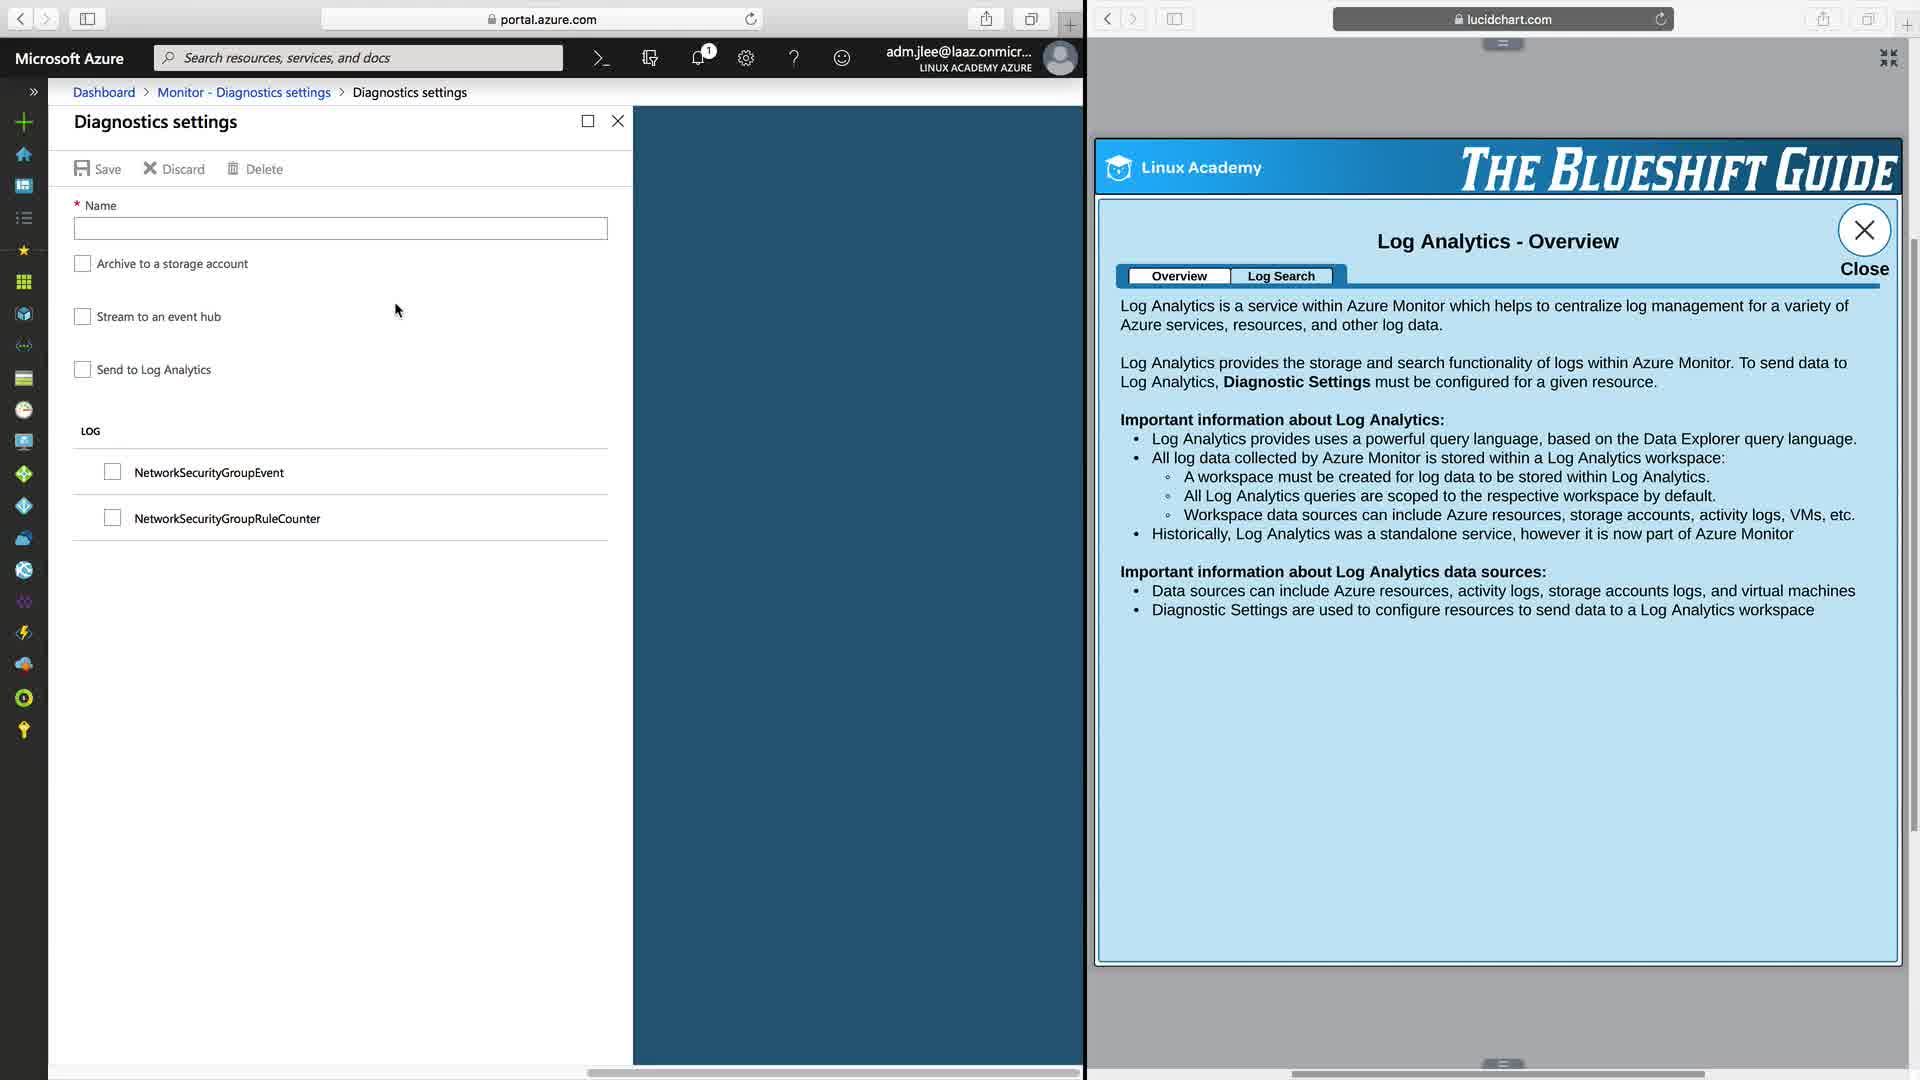 portal.azure.com
Microsoft Azure
Search resources, services, and docs
1
adm.jlee@laaz.onmicr...
LINUX ACADEMY AZURE
Dashboard > Monitor - Diagnostics settings > Diagnostics settings
Diagnostics settings
Save Discard Delete
* Name
Archive to a storage account
Stream to an event hub
Send to Log Analytics
LOG
NetworkSecurityGroupEvent
NetworkSecurityGroupRuleCounter
lucidchart.com
Linux Academy
THE BLUESHIFT GUIDE
Log Analytics - Overview
Close
Overview Log Search
Log Analytics is a service within Azure Monitor which helps to centralize log management for a variety of
Azure services, resources, and other log data.
Log Analytics provides the storage and search functionality of logs within Azure Monitor. To send data to
Log Analytics, Diagnostic Settings must be configured for a given resource.
Important information about Log Analytics:
• Log Analytics provides uses a powerful query language, based on the Data Explorer query language.
• All log data collected by Azure Monitor is stored within a Log Analytics workspace:
◦ A workspace must be created for log data to be stored within Log Analytics.
◦ All Log Analytics queries are scoped to the respective workspace by default.
◦ Workspace data sources can include Azure resources, storage accounts, activity logs, VMs, etc.
• Historically, Log Analytics was a standalone service, however it is now part of Azure Monitor
Important information about Log Analytics data sources:
• Data sources can include Azure resources, activity logs, storage accounts logs, and virtual machines
• Diagnostic Settings are used to configure resources to send data to a Log Analytics workspace